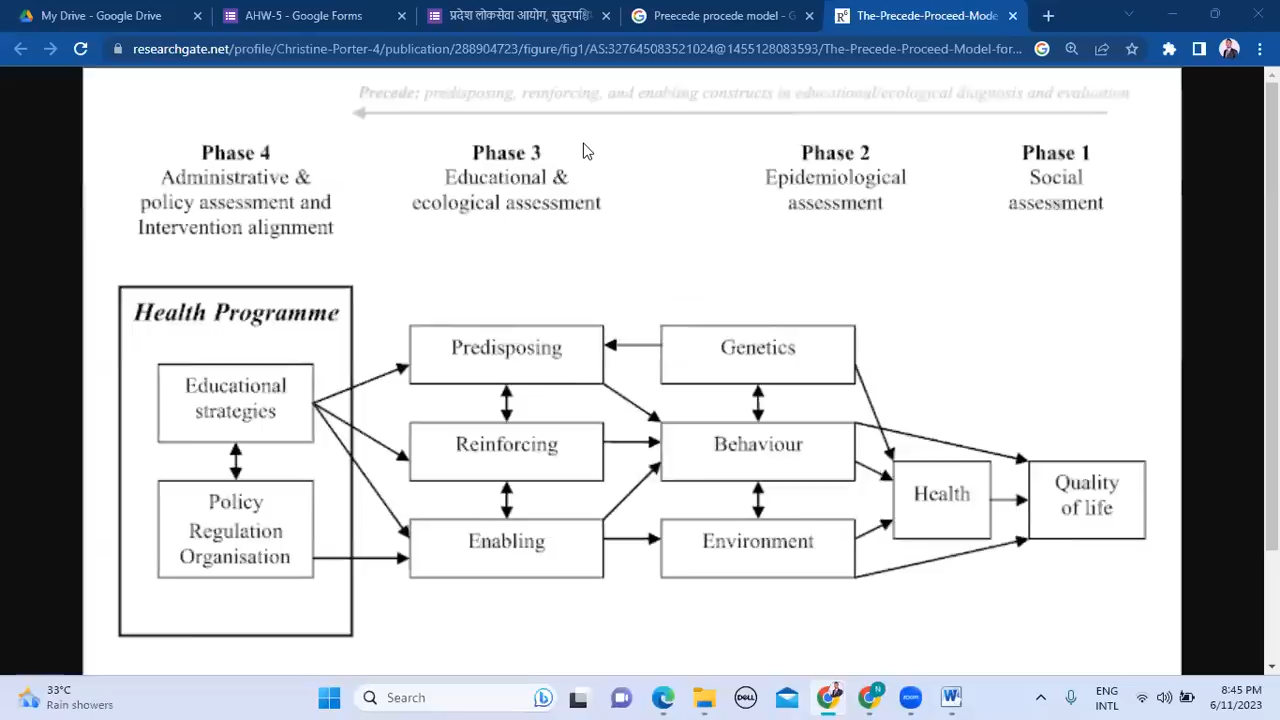 My Drive - Google Drive
AHW-5 - Google Forms
प्रदेश लोकसेवा आयोग, सुदुरपश्चि
Preecede procede model - G
The-Precede-Proceed-Mode
researchgate.net/profile/Christine-Porter-4/publication/288904723/figure/fig1/AS:327645083521024@1455128083593/The-Precede-Proceed-Model-for...
Precede: predisposing, reinforcing, and enabling constructs in educational/ecological diagnosis and evaluation
Phase 4
Administrative &
policy assessment and
Intervention alignment
Phase 3
Educational &
ecological assessment
Phase 2
Epidemiological
assessment
Phase 1
Social
assessment
Health Programme
Educational
strategies
Policy
Regulation
Organisation
Predisposing
Reinforcing
Enabling
Genetics
Behaviour
Environment
Health
Quality
of life
33°C
Rain showers
Search
DELL
zoom
ENG
INTL
8:45 PM
6/11/2023